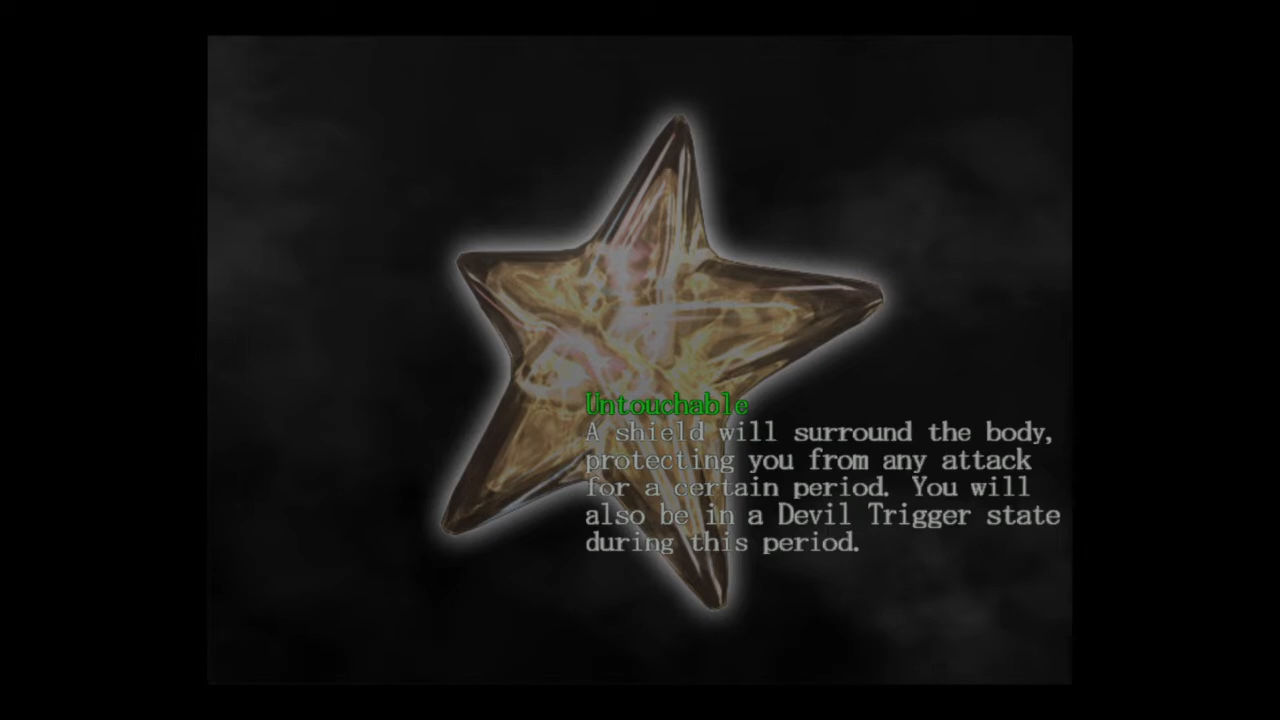 Untouchable
A shield will surround the body,
protecting you from any attack
for a certain period. You will
also be in a Devil Trigger state
during this period.